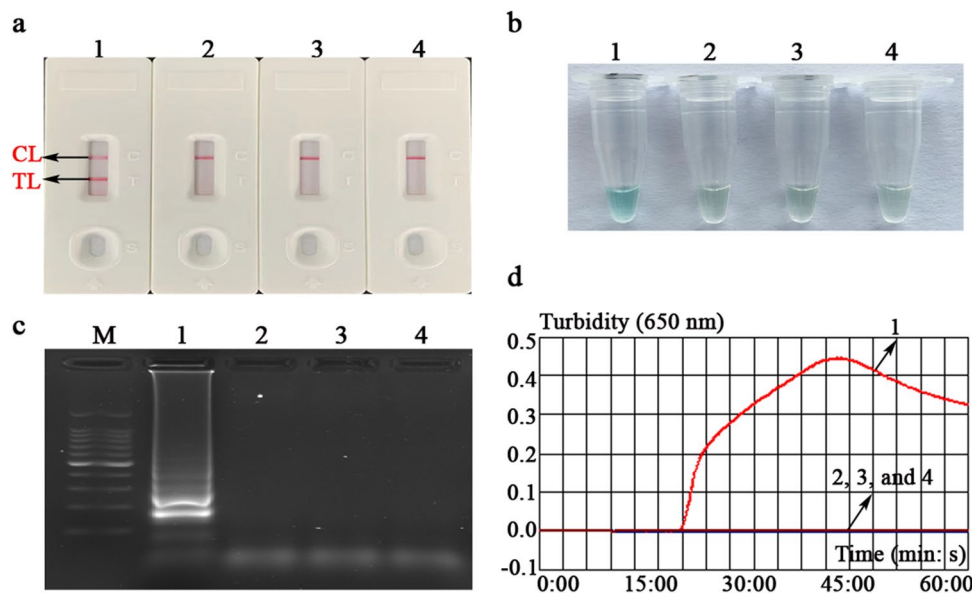 a
1 2 3 4
CL
TL
C C C C
T T T T
S S
b
1 2 3 4
c
M 1 2 3 4
d
Turbidity (650 nm)
0.5
0.4
0.3
0.2
0.1
0.0
-0.1
1
2, 3, and 4
Time (min: s)
0:00 15:00 30:00 45:00 60:00